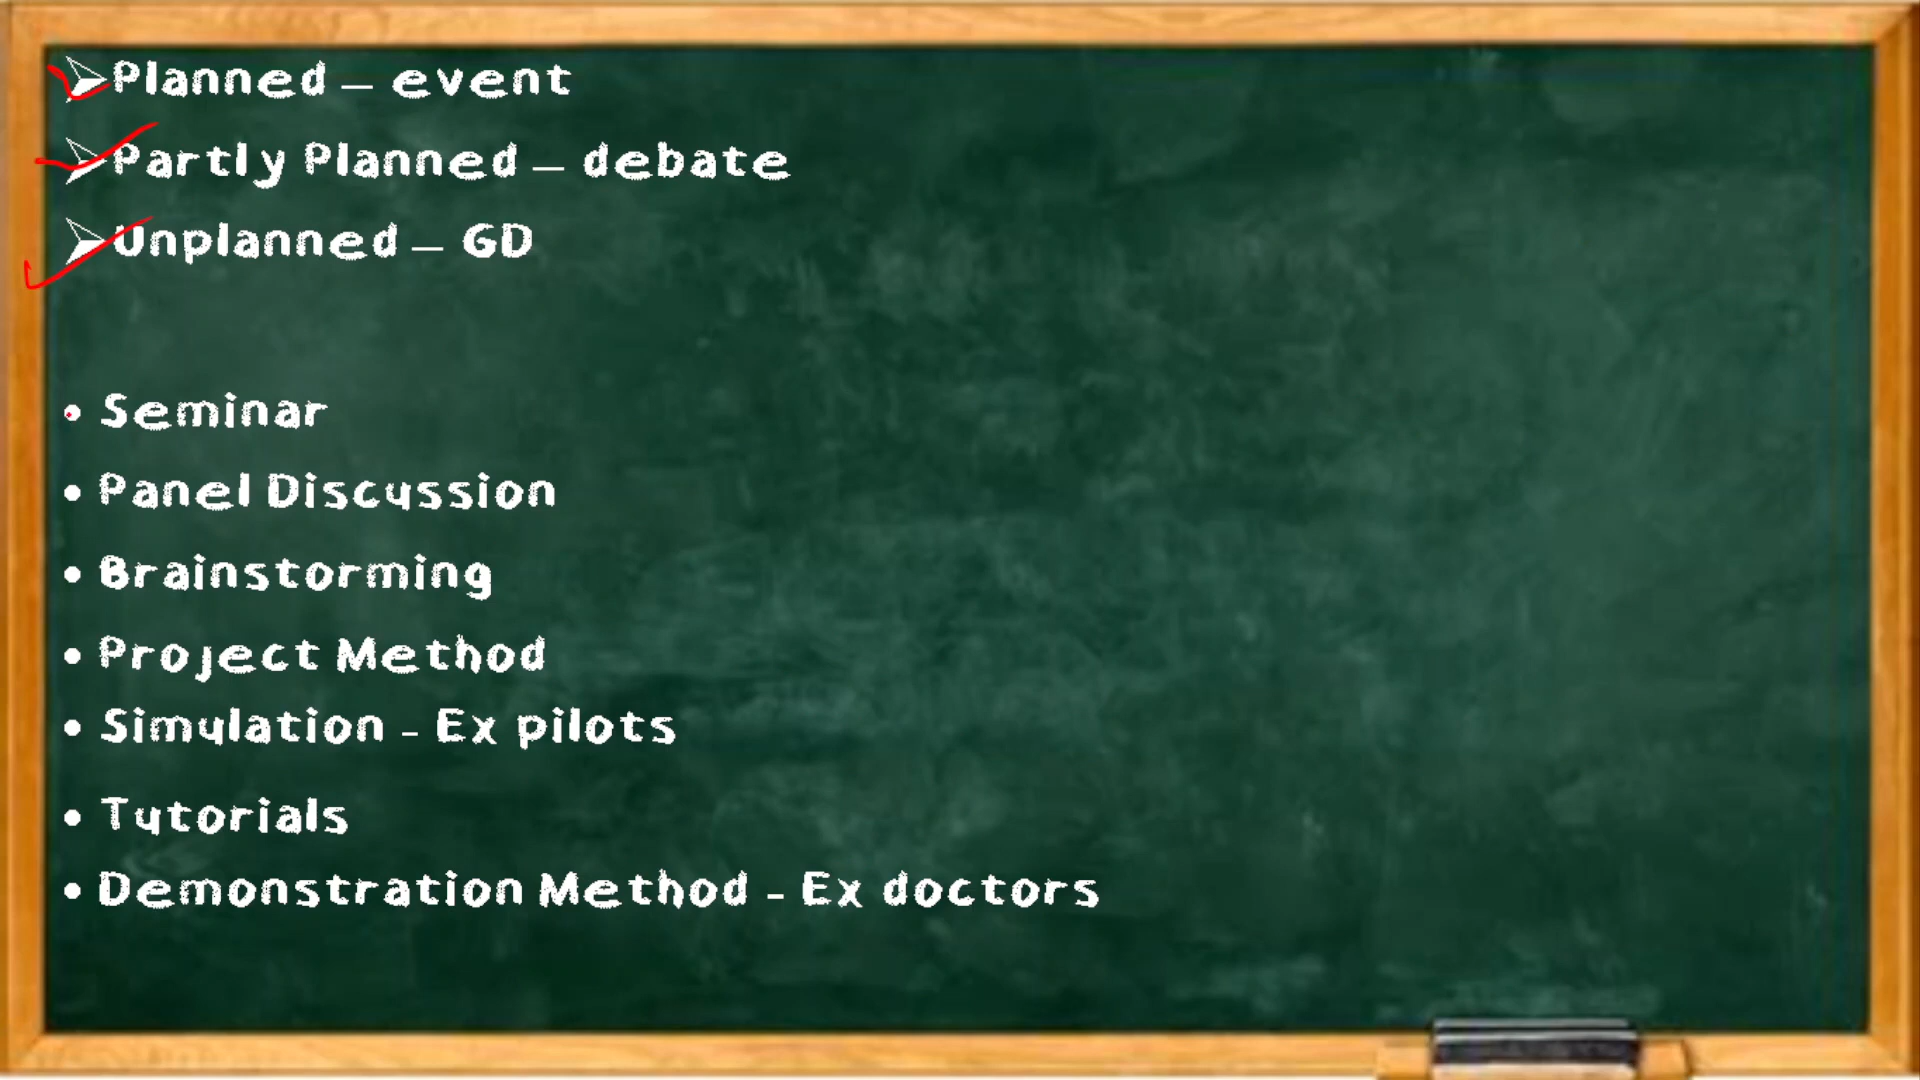 ➢Planned – event
➢Partly Planned – debate
➢Unplanned – GD
• Seminar
• Panel Discussion
• Brainstorming
• Project Method
• Simulation - Ex pilots
• Tutorials
• Demonstration Method - Ex doctors